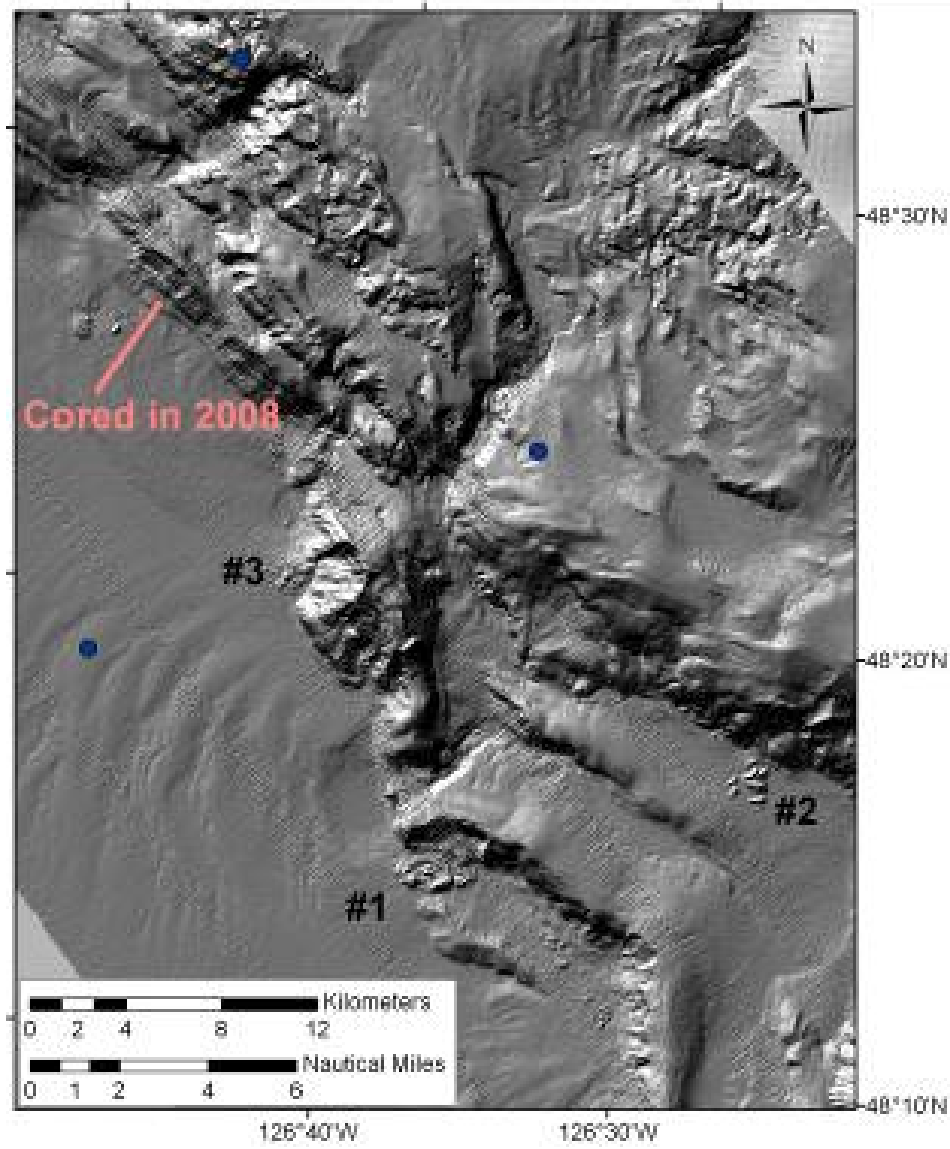 N
48°30'N
Cored in 2008
#3
48°20'N
#2
#1
Kilometers
0 2 4 8 12
Nautical Miles
0 1 2 4 6
48°10'N
126°40'W 126°30'W